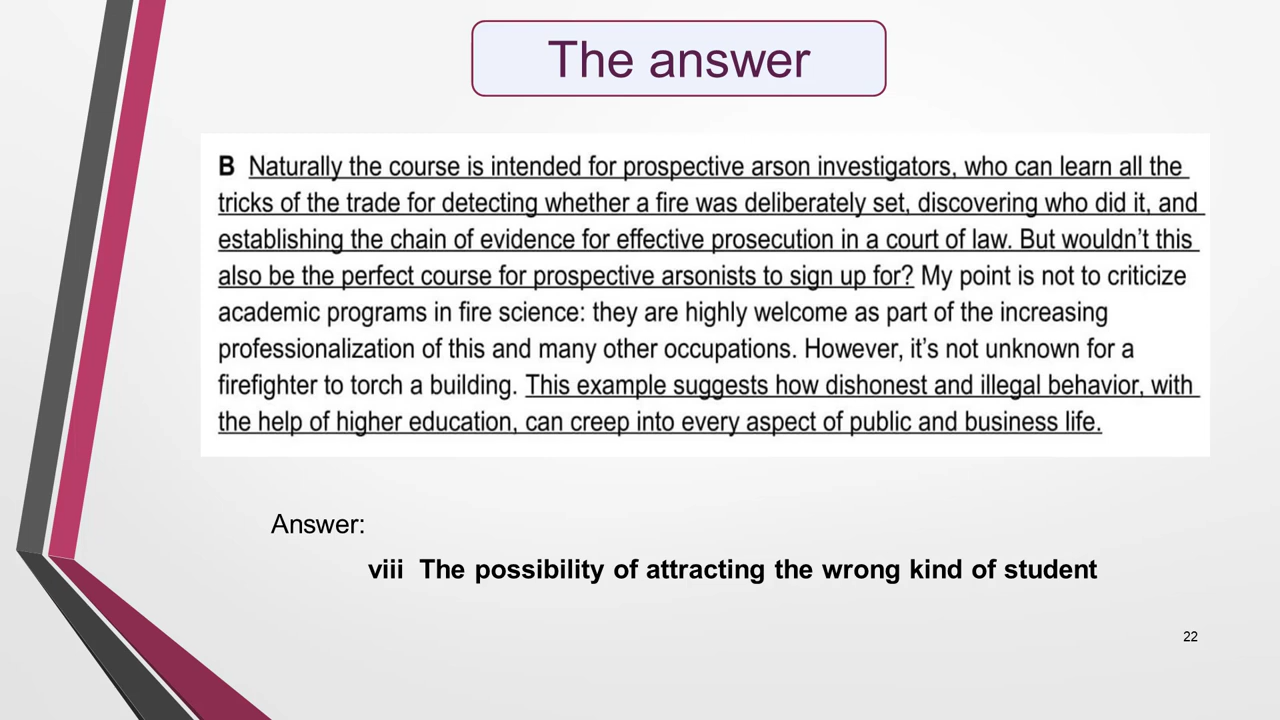 The answer
B Naturally the course is intended for prospective arson investigators, who can learn all the
tricks of the trade for detecting whether a fire was deliberately set, discovering who did it, and
establishing the chain of evidence for effective prosecution in a court of law. But wouldn't this
also be the perfect course for prospective arsonists to sign up for? My point is not to criticize
academic programs in fire science: they are highly welcome as part of the increasing
professionalization of this and many other occupations. However, it's not unknown for a
firefighter to torch a building. This example suggests how dishonest and illegal behavior, with
the help of higher education, can creep into every aspect of public and business life.
Answer:
viii The possibility of attracting the wrong kind of student
22